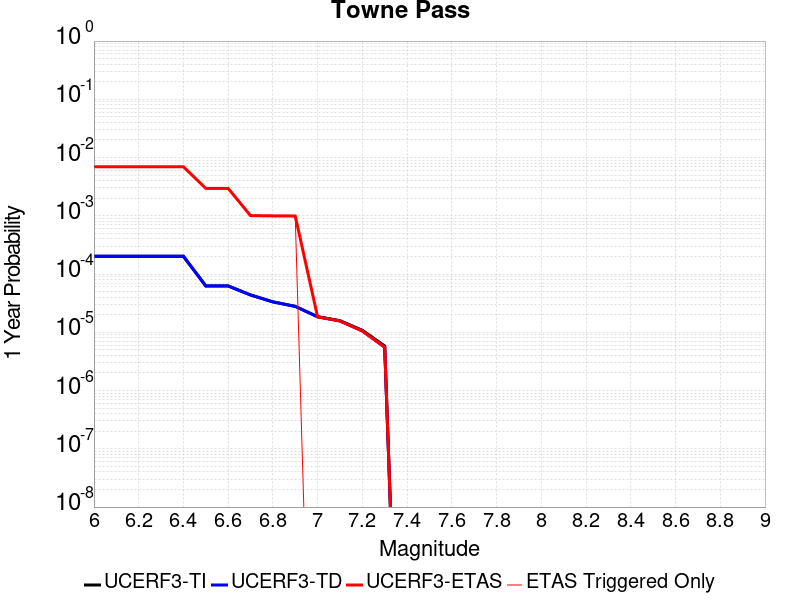 Towne Pass
10^0
10^-1
10^-2
10^-3
10^-4
10^-5
10^-6
10^-7
10^-8
1 Year Probability
6 6.2 6.4 6.6 6.8 7 7.2 7.4 7.6 7.8 8 8.2 8.4 8.6 8.8 9
Magnitude
UCERF3-TI UCERF3-TD UCERF3-ETAS ETAS Triggered Only